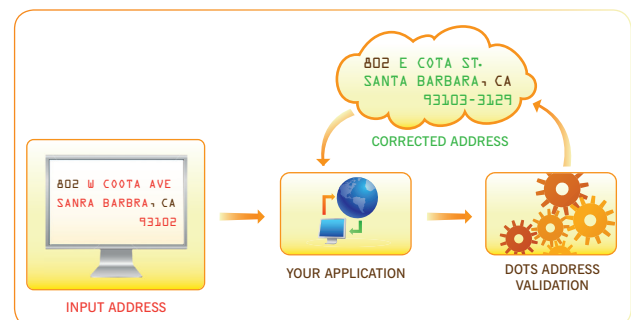 802 E COTA ST.
SANTA BARBARA, CA
93103-3129
CORRECTED ADDRESS
802 W COOTA AVE
SANRA BARBRA, CA
93102
INPUT ADDRESS
YOUR APPLICATION
DOTS ADDRESS
VALIDATION